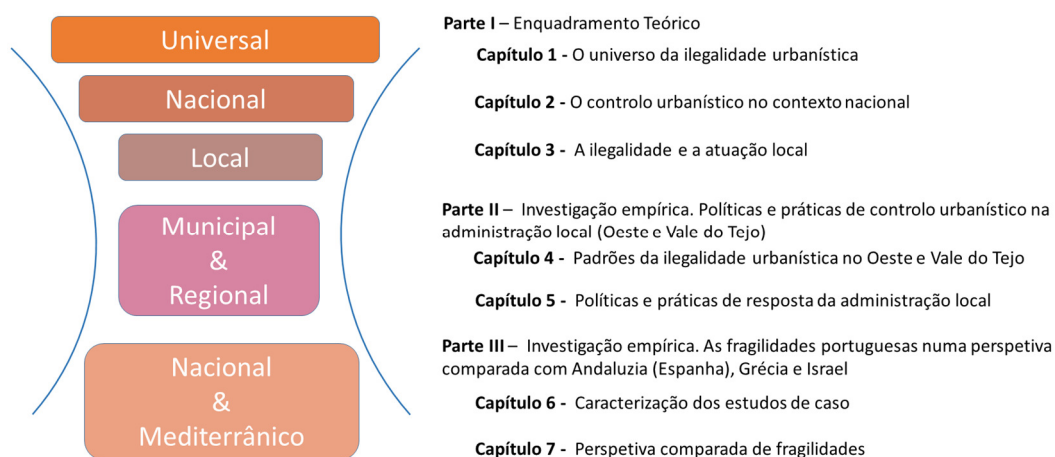 Universal
Nacional
Local
Municipal
&
Regional
Nacional
&
Mediterrânico
Parte I – Enquadramento Teórico
Capítulo 1 - O universo da ilegalidade urbanística
Capítulo 2 - O controlo urbanístico no contexto nacional
Capítulo 3 - A ilegalidade e a atuação local
Parte II – Investigação empírica. Políticas e práticas de controlo urbanístico na
administração local (Oeste e Vale do Tejo)
Capítulo 4 - Padrões da ilegalidade urbanística no Oeste e Vale do Tejo
Capítulo 5 - Políticas e práticas de resposta da administração local
Parte III – Investigação empírica. As fragilidades portuguesas numa perspetiva
comparada com Andaluzia (Espanha), Grécia e Israel
Capítulo 6 - Caracterização dos estudos de caso
Capítulo 7 - Perspetiva comparada de fragilidades